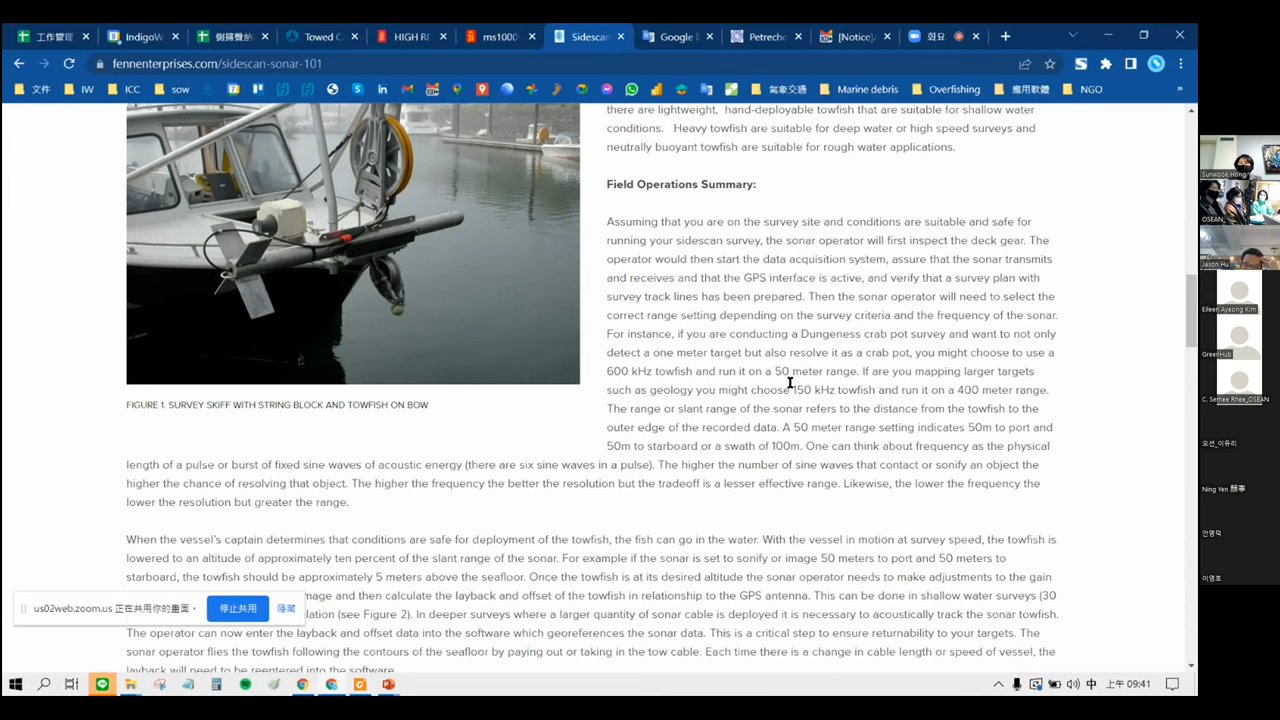 工作管理
IndigoW
側掃聲納
Towed C
HIGH RE
ms1000
Sidescan
Google
Petrecho
[Notice]
화요
fennenterprises.com/sidescan-sonar-101
文件
IW
ICC
sow
氣象交通
Marine debris
Overfishing
應用軟體
NGO
there are lightweight, hand-deployable towfish that are suitable for shallow water
conditions. Heavy towfish are suitable for deep water or high speed surveys and
neutrally buoyant towfish are suitable for rough water applications.
Field Operations Summary:
Assuming that you are on the survey site and conditions are suitable and safe for
running your sidescan survey, the sonar operator will first inspect the deck gear. The
operator would then start the data acquisition system, assure that the sonar transmits
and receives and that the GPS interface is active, and verify that a survey plan with
survey track lines has been prepared. Then the sonar operator will need to select the
correct range setting depending on the survey criteria and the frequency of the sonar.
For instance, if you are conducting a Dungeness crab pot survey and want to not only
detect a one meter target but also resolve it as a crab pot, you might choose to use a
600 kHz towfish and run it on a 50 meter range. If are you mapping larger targets
such as geology you might choose 150 kHz towfish and run it on a 400 meter range.
The range or slant range of the sonar refers to the distance from the towfish to the
outer edge of the recorded data. A 50 meter range setting indicates 50m to port and
50m to starboard or a swath of 100m. One can think about frequency as the physical
FIGURE 1. SURVEY SKIFF WITH STRING BLOCK AND TOWFISH ON BOW
length of a pulse or burst of fixed sine waves of acoustic energy (there are six sine waves in a pulse). The higher the number of sine waves that contact or sonify an object the
higher the chance of resolving that object. The higher the frequency the better the resolution but the tradeoff is a lesser effective range. Likewise, the lower the frequency the
lower the resolution but greater the range.
When the vessel's captain determines that conditions are safe for deployment of the towfish, the fish can go in the water. With the vessel in motion at survey speed, the towfish is
lowered to an altitude of approximately ten percent of the slant range of the sonar. For example if the sonar is set to sonify or image 50 meters to port and 50 meters to
starboard, the towfish should be approximately 5 meters above the seafloor. Once the towfish is at its desired altitude the sonar operator needs to make adjustments to the gain
mage and then calculate the layback and offset of the towfish in relationship to the GPS antenna. This can be done in shallow water surveys (30
lation (see Figure 2). In deeper surveys where a larger quantity of sonar cable is deployed it is necessary to acoustically track the sonar towfish.
The operator can now enter the layback and offset data into the software which georeferences the sonar data. This is a critical step to ensure returnability to your targets. The
sonar operator flies the towfish following the contours of the seafloor by paying out or taking in the tow cable. Each time there is a change in cable length or speed of vessel, the
layback will need to be reentered into the software.
us02web.zoom.us 正在共用你的畫面。
停止共用
隱藏
中
上午 09:41
Sunwook Hong
OSEAN_
Jason Hu
Eileen Ayeong Kim
GreenHub
C. Semee Rhee_OSEAN
오션_이유리
Ning Yen 顏寧
안영덕
이영호